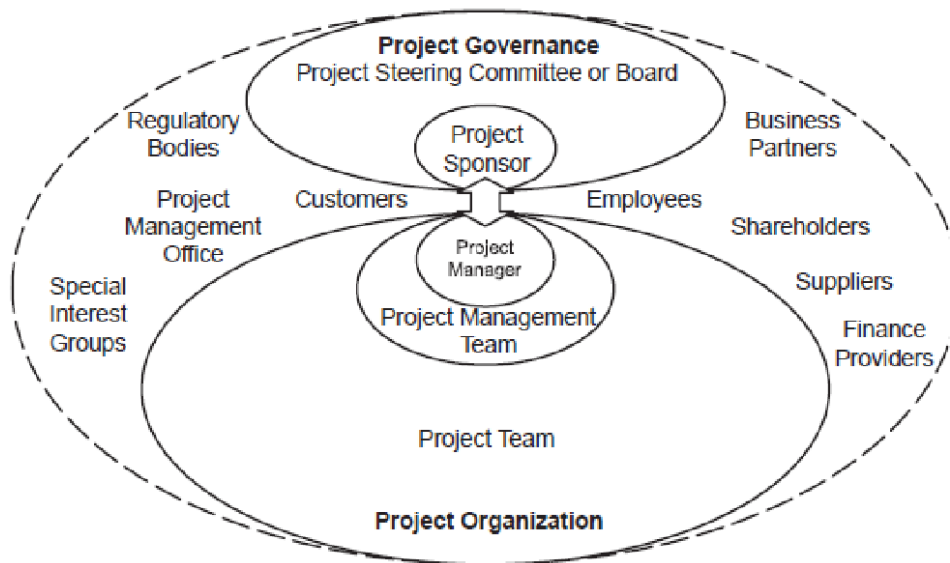 Project Governance
Project Steering Committee or Board
Regulatory
Bodies
Project
Sponsor
Business
Partners
Customers
Employees
Project
Management
Office
Shareholders
Project
Manager
Suppliers
Special
Interest
Groups
Project Management
Team
Finance
Providers
Project Team
Project Organization